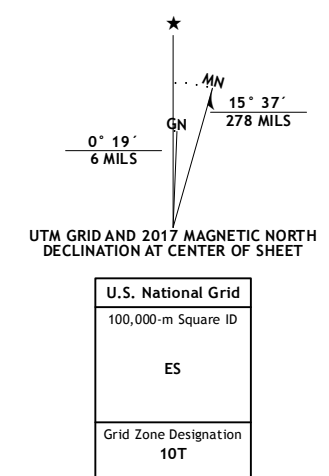 ★
MN
GN
15° 37´
278 MILS
0° 19´
6 MILS
UTM GRID AND 2017 MAGNETIC NORTH
DECLINATION AT CENTER OF SHEET
U.S. National Grid
100,000-m Square ID
ES
Grid Zone Designation
10T